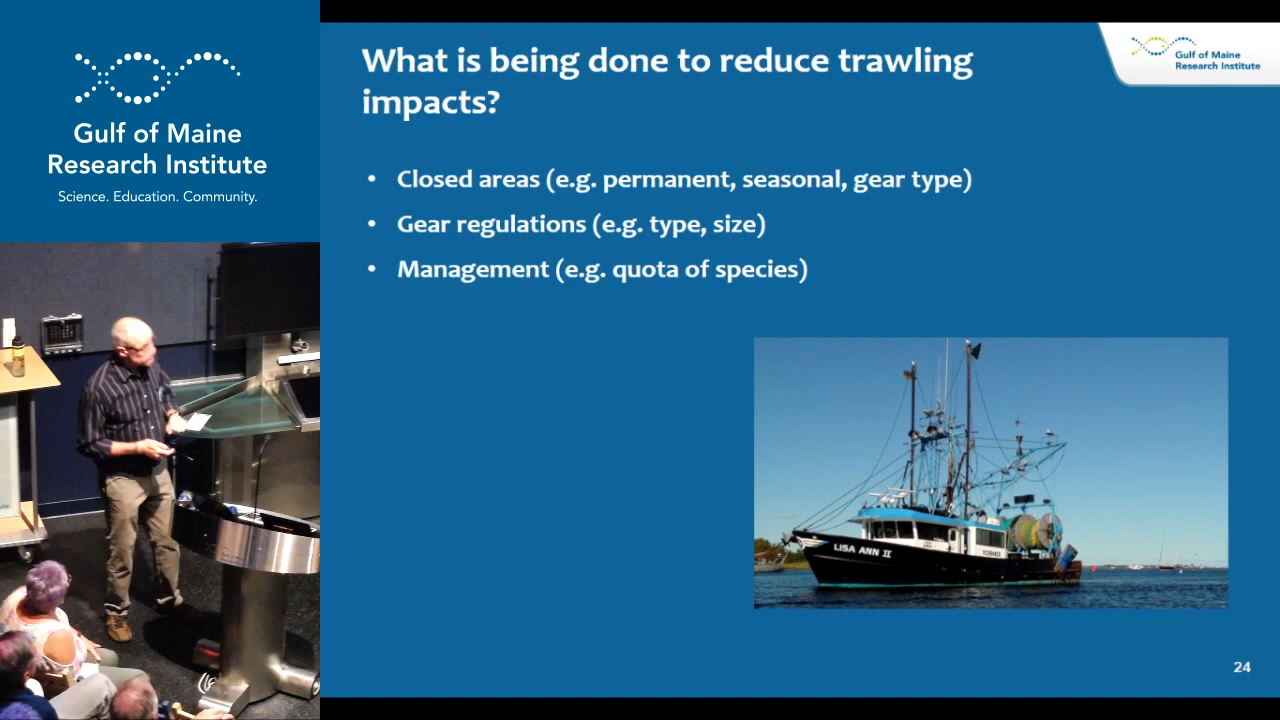 Gulf of Maine
Research Institute
Science. Education. Community.
What is being done to reduce trawling
impacts?
Gulf of Maine
Research Institute
• Closed areas (e.g. permanent, seasonal, gear type)
• Gear regulations (e.g. type, size)
• Management (e.g. quota of species)
LISA ANN II
24